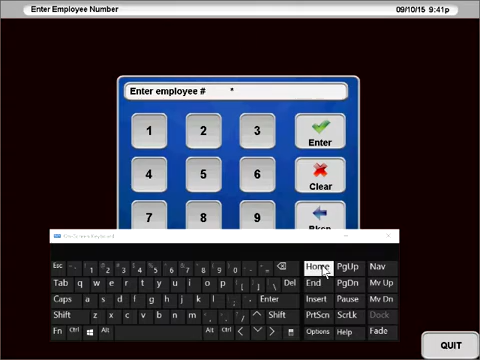 Enter Employee Number 09/10/15 9:41p
Enter employee # *
1 2 3 Enter
4 5 6 Clear
7 8 9 Bksp
On-Screen Keyboard
Esc 1 2 3 4 5 6 7 8 9 0 - = Home PgUp Nav
Tab q w e r t y u i o p [ ] \ Del End PgDn Mv Up
Caps a s d f g h j k l ; ' Enter Insert Pause Mv Dn
Shift z x c v b n m , . / Shift PrtScn ScrLk Dock
Fn Ctrl Alt Alt Ctrl Options Help Fade
QUIT